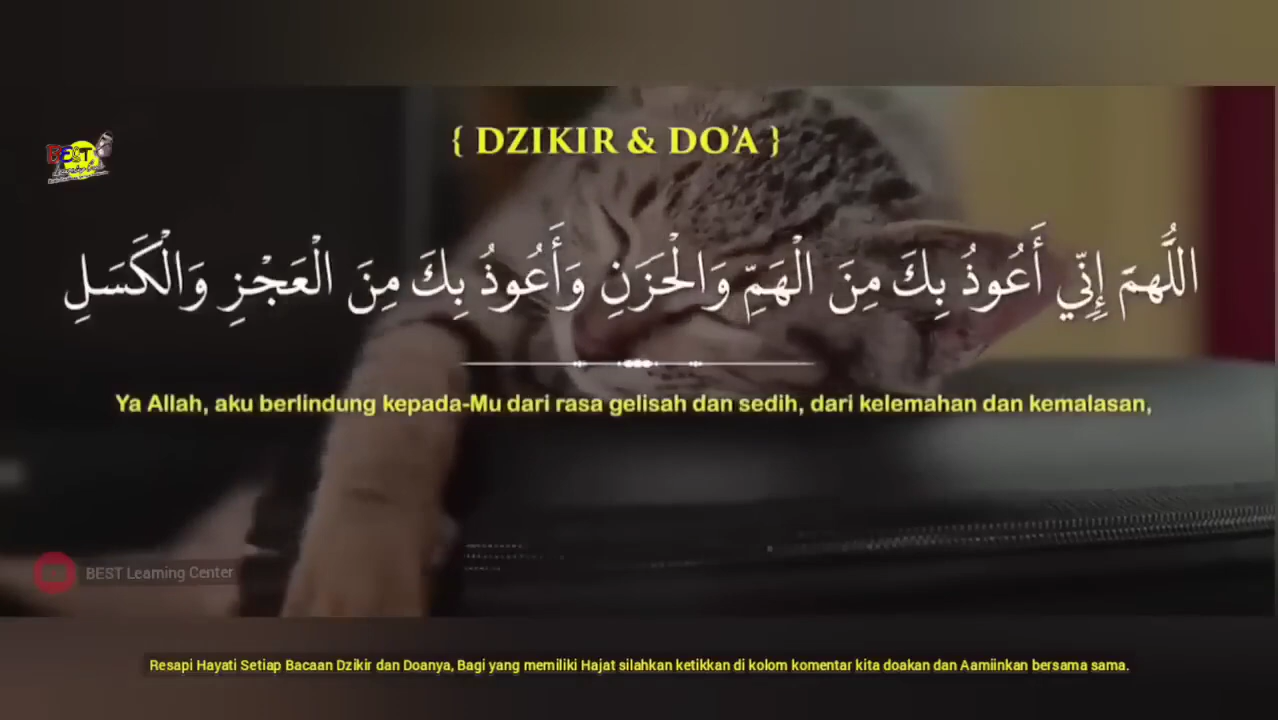 { DZIKIR & DO'A }
BEST
اللَّهُمَّ إِنِّي أَعُوذُ بِكَ مِنَ الْهَمِّ وَالْحَزَنِ وَأَعُوذُ بِكَ مِنَ الْعَجْزِ وَالْكَسَلِ
Ya Allah, aku berlindung kepada-Mu dari rasa gelisah dan sedih, dari kelemahan dan kemalasan,
BEST Learning Center
Resapi Hayati Setiap Bacaan Dzikir dan Doanya, Bagi yang memiliki Hajat silahkan ketikkan di kolom komentar kita doakan dan Aamiinkan bersama sama.